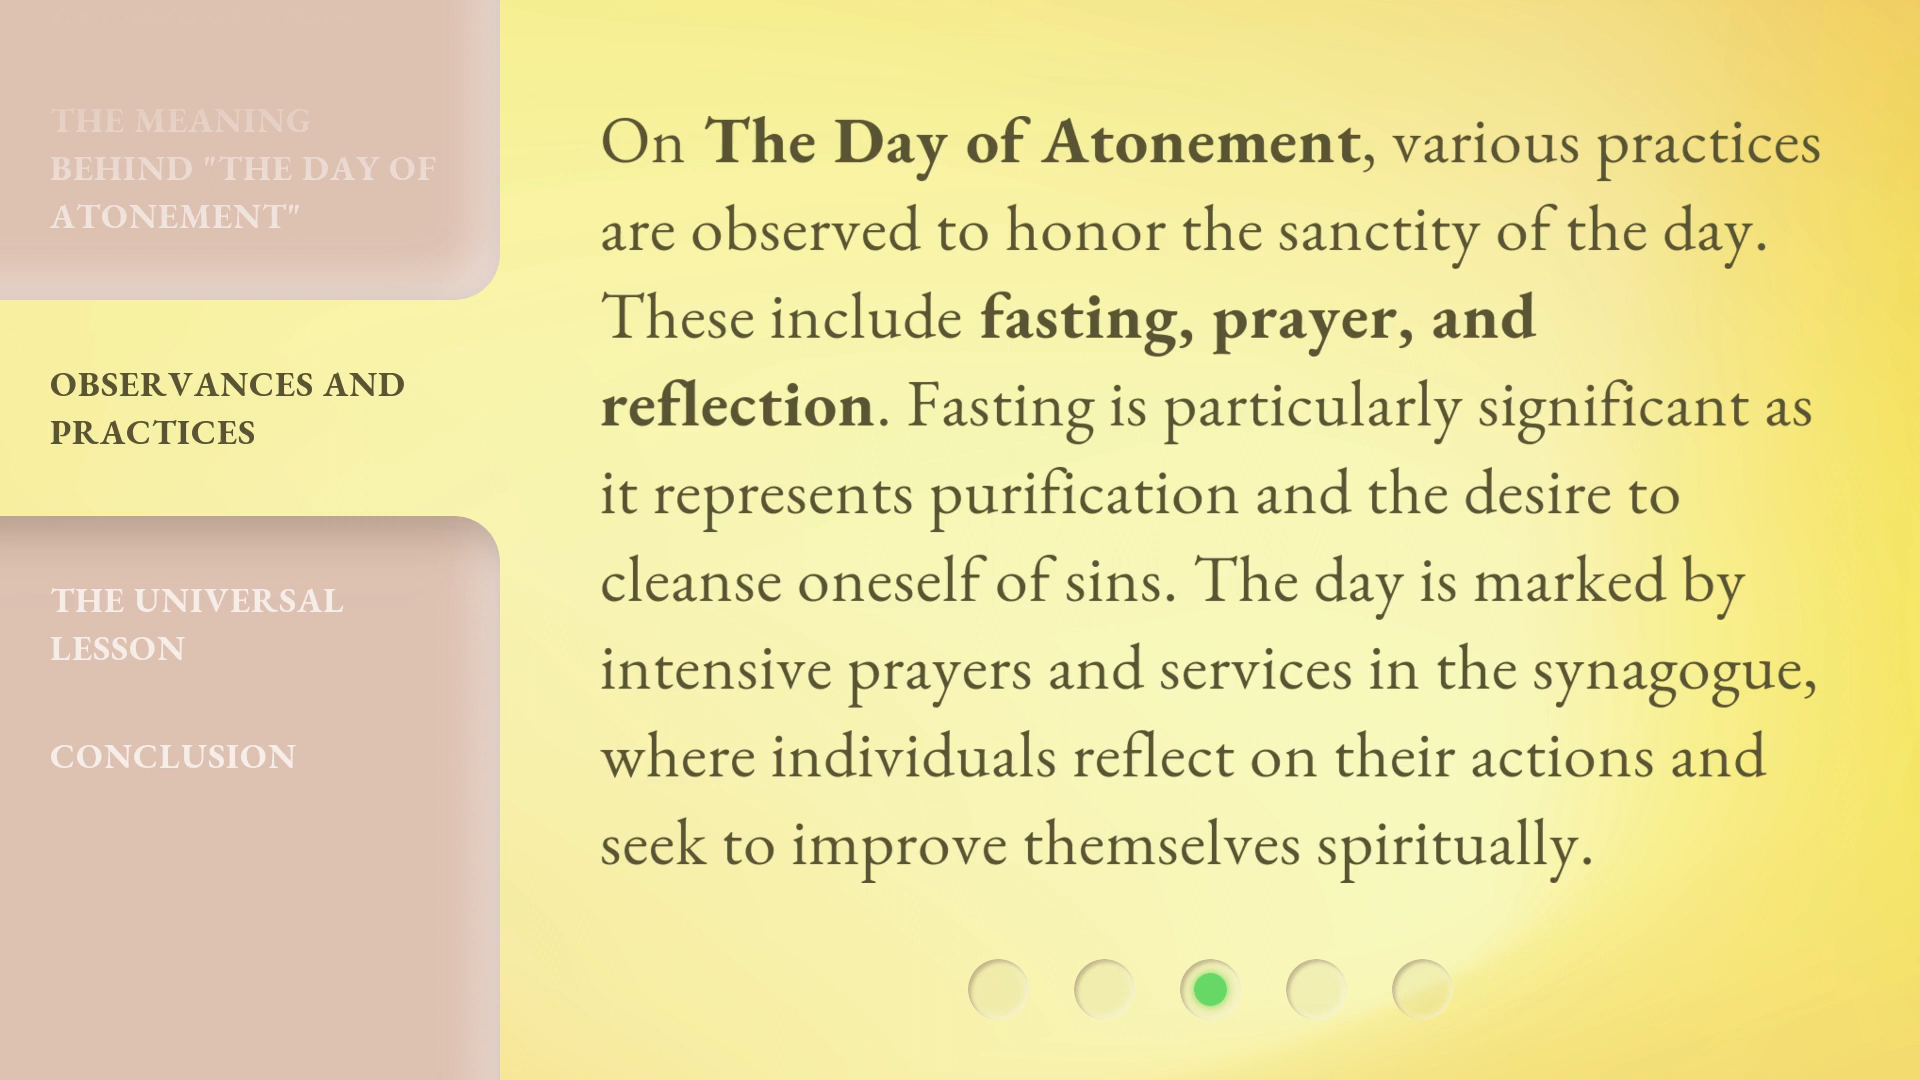 THE MEANING
BEHIND "THE DAY OF
ATONEMENT"
OBSERVANCES AND
PRACTICES
THE UNIVERSAL
LESSON
CONCLUSION
On The Day of Atonement, various practices
are observed to honor the sanctity of the day.
These include fasting, prayer, and
reflection. Fasting is particularly significant as
it represents purification and the desire to
cleanse oneself of sins. The day is marked by
intensive prayers and services in the synagogue,
where individuals reflect on their actions and
seek to improve themselves spiritually.